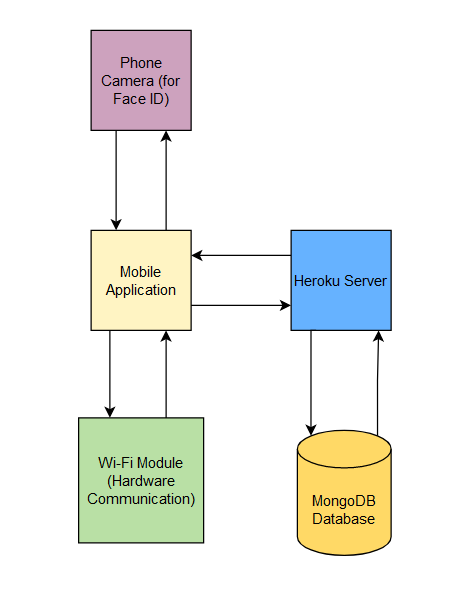 Phone
Camera (for
Face ID)
Mobile
Application
Heroku Server
Wi-Fi Module
(Hardware
Communication)
MongoDB
Database